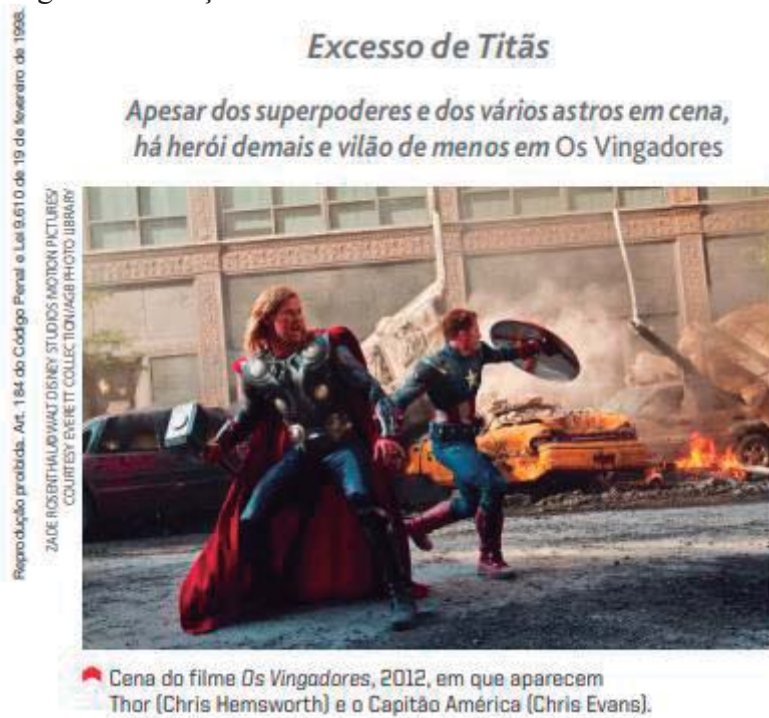 Excesso de Titãs
Apesar dos superpoderes e dos vários astros em cena,
há herói demais e vilão de menos em Os Vingadores
Reprodução proibida. Art. 184 do Código Penal e Lei 9.610 de 19 de fevereiro de 1998.
ZADE ROSENTHAL/©WALT DISNEY STUDIOS MOTION PICTURES/
COURTESY EVERETT COLLECTION/AGB PHOTO LIBRARY
Cena do filme Os Vingadores, 2012, em que aparecem
Thor (Chris Hemsworth) e o Capitão América (Chris Evans).